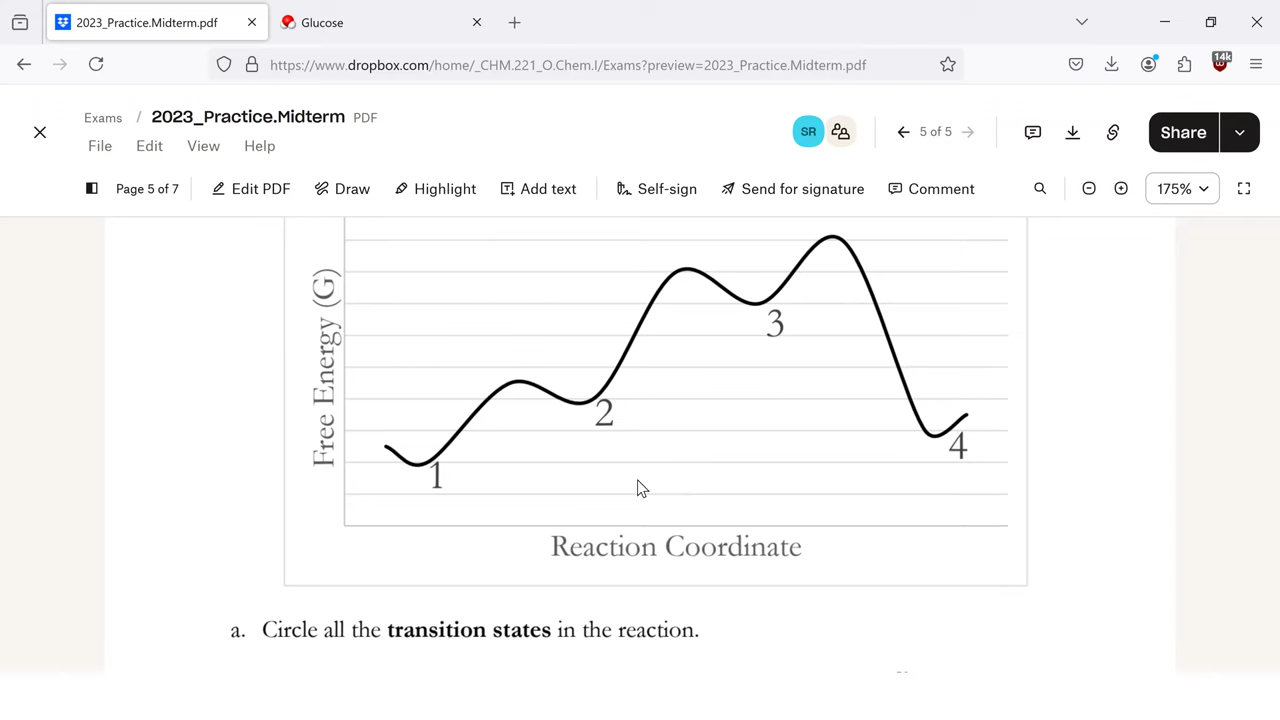 2023_Practice.Midterm.pdf
Glucose
https://www.dropbox.com/home/_CHM.221_O.Chem.I/Exams?preview=2023_Practice.Midterm.pdf
14k
Exams / 2023_Practice.Midterm PDF
File Edit View Help
SR
5 of 5
Share
Page 5 of 7
Edit PDF
Draw
Highlight
Add text
Self-sign
Send for signature
Comment
175%
Free Energy (G)
3
2
4
1
Reaction Coordinate
a. Circle all the transition states in the reaction.